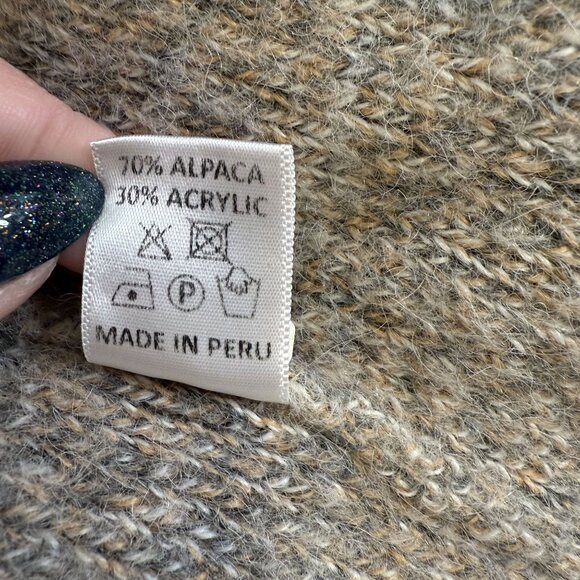 70% ALPACA
30% ACRYLIC
P
MADE IN PERU